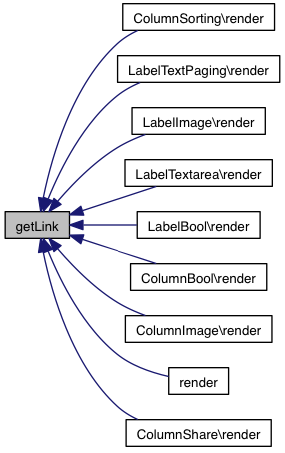 ColumnSorting\render
LabelTextPaging\render
LabelImage\render
LabelTextarea\render
getLink
LabelBool\render
ColumnBool\render
ColumnImage\render
render
ColumnShare\render